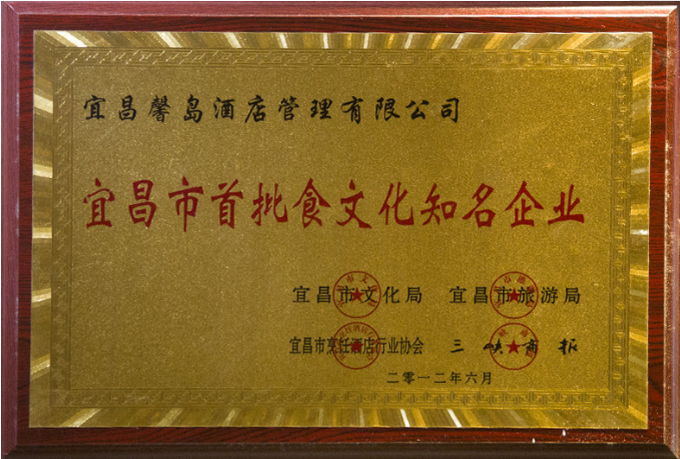 宜昌馨岛酒店管理有限公司
宜昌市首批食文化知名企业
宜昌市文化局 宜昌市旅游局
宜昌市烹饪酒店行业协会 三峡商报
二零一二年六月